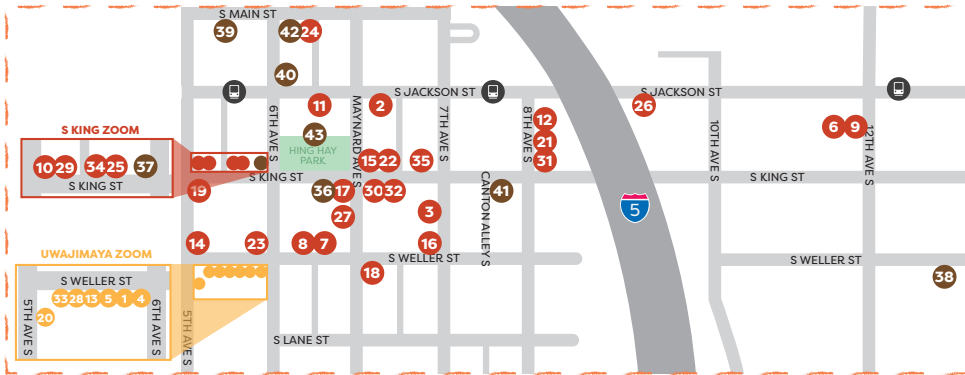 S MAIN ST
39
42
24
40
S JACKSON ST
S JACKSON ST
11
2
26
12
6
9
43
HING HAY
PARK
6TH AVE S
MAYNARD AVE S
7TH AVE S
8TH AVE S
10TH AVE S
12TH AVE S
21
31
15
22
35
S KING ZOOM
10
29
34
25
37
S KING ST
S KING ST
S KING ST
19
36
17
30
32
41
CANTON ALLEY S
5
27
3
14
23
8
7
16
S WELLER ST
S WELLER ST
18
38
UWAJIMAYA ZOOM
S WELLER ST
33
28
13
5
1
4
20
5TH AVE S
6TH AVE S
5TH AVE S
S LANE ST